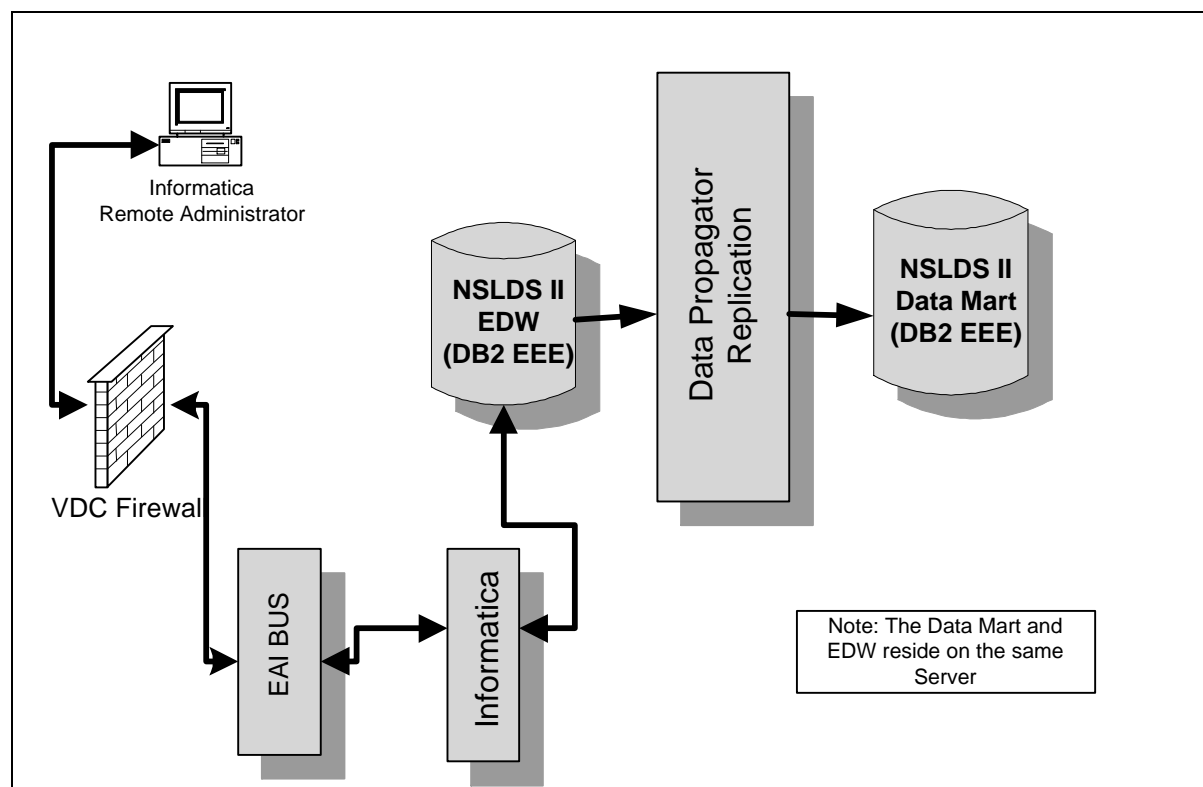 Informatica
Remote Administrator
VDC Firewall
EAI BUS
Informatica
NSLDS II
EDW
(DB2 EEE)
Data Propagator
Replication
NSLDS II
Data Mart
(DB2 EEE)
Note: The Data Mart and
EDW reside on the same
Server